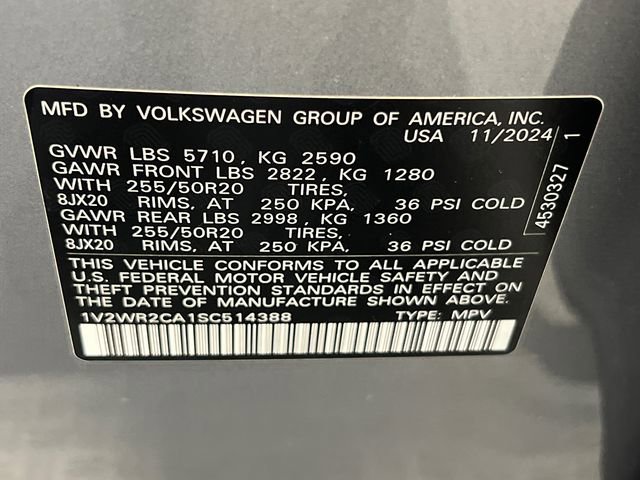 MFD BY VOLKSWAGEN GROUP OF AMERICA, INC.
USA 11/2024
GVWR LBS 5710, KG 2590
GAWR FRONT LBS 2822, KG 1280
WITH 255/50R20 TIRES,
8JX20 RIMS, AT 250 KPA, 36 PSI COLD
GAWR REAR LBS 2998, KG 1360
WITH 255/50R20 TIRES,
8JX20 RIMS, AT 250 KPA, 36 PSI COLD
THIS VEHICLE CONFORMS TO ALL APPLICABLE
U.S. FEDERAL MOTOR VEHICLE SAFETY AND
THEFT PREVENTION STANDARDS IN EFFECT ON
THE DATE OF MANUFACTURE SHOWN ABOVE.
1V2WR2CA1SC514388 TYPE: MPV
4530327 1